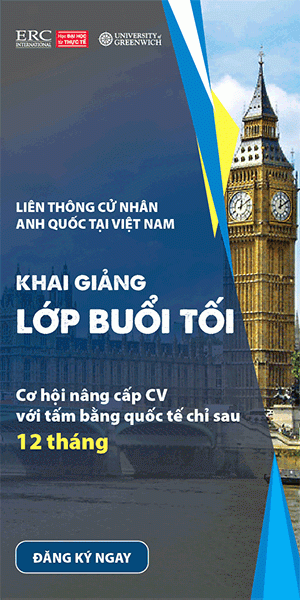 ERC
INTERNATIONAL
Học ĐẠI HỌC
từ THỰC TẾ
UNIVERSITY of
GREENWICH
LIÊN THÔNG CỬ NHÂN
ANH QUỐC TẠI VIỆT NAM
KHAI GIẢNG
LỚP BUỔI TỐI
Cơ hội nâng cấp CV
với tấm bằng quốc tế chỉ sau
12 tháng
ĐĂNG KÝ NGAY